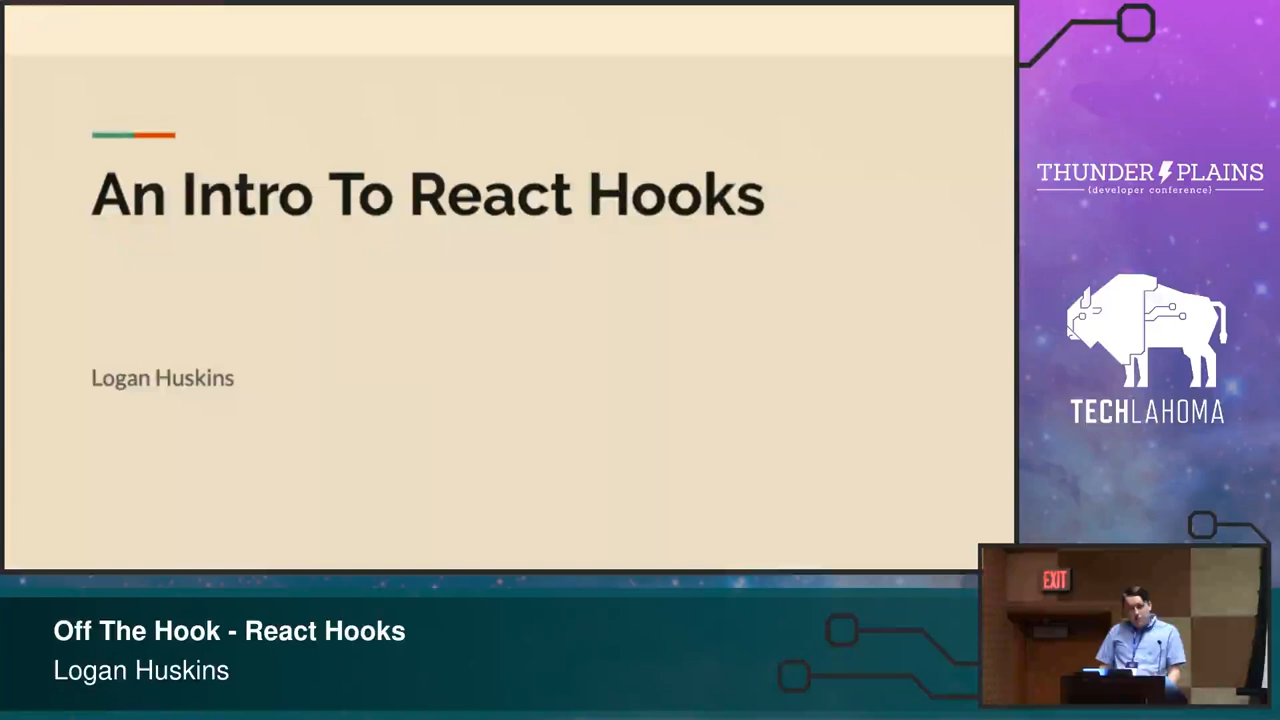 An Intro To React Hooks
Logan Huskins
THUNDER PLAINS
{developer conference}
TECHLAHOMA
EXIT
Off The Hook - React Hooks
Logan Huskins